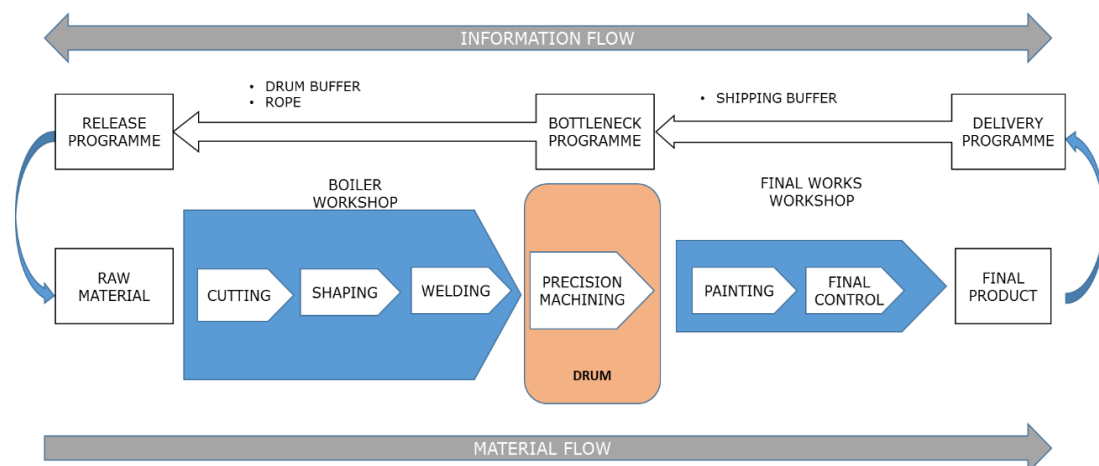 INFORMATION FLOW
• DRUM BUFFER
• ROPE
• SHIPPING BUFFER
RELEASE
PROGRAMME
BOTTLENECK
PROGRAMME
DELIVERY
PROGRAMME
BOILER
WORKSHOP
FINAL WORKS
WORKSHOP
RAW
MATERIAL
CUTTING
SHAPING
WELDING
PRECISION
MACHINING
PAINTING
FINAL
CONTROL
FINAL
PRODUCT
DRUM
MATERIAL FLOW